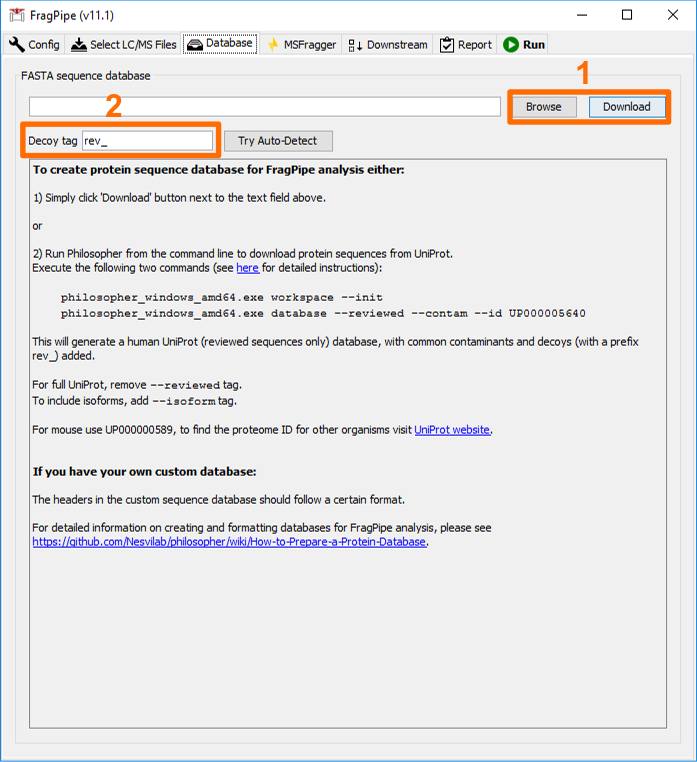 FragPipe (v11.1)
Config Select LC/MS Files Database MSFragger Downstream Report Run
FASTA sequence database
1
Browse Download
2
Decoy tag rev_ Try Auto-Detect
To create protein sequence database for FragPipe analysis either:
1) Simply click 'Download' button next to the text field above.
or
2) Run Philosopher from the command line to download protein sequences from UniProt.
Execute the following two commands (see here for detailed instructions):
philosopher_windows_amd64.exe workspace --init
philosopher_windows_amd64.exe database --reviewed --contam --id UP000005640
This will generate a human UniProt (reviewed sequences only) database, with common contaminants and decoys (with a prefix
rev_) added.
For full UniProt, remove --reviewed tag.
To include isoforms, add --isoform tag.
For mouse use UP000000589, to find the proteome ID for other organisms visit UniProt website.
If you have your own custom database:
The headers in the custom sequence database should follow a certain format.
For detailed information on creating and formatting databases for FragPipe analysis, please see
https://github.com/Nesvilab/philosopher/wiki/How-to-Prepare-a-Protein-Database.